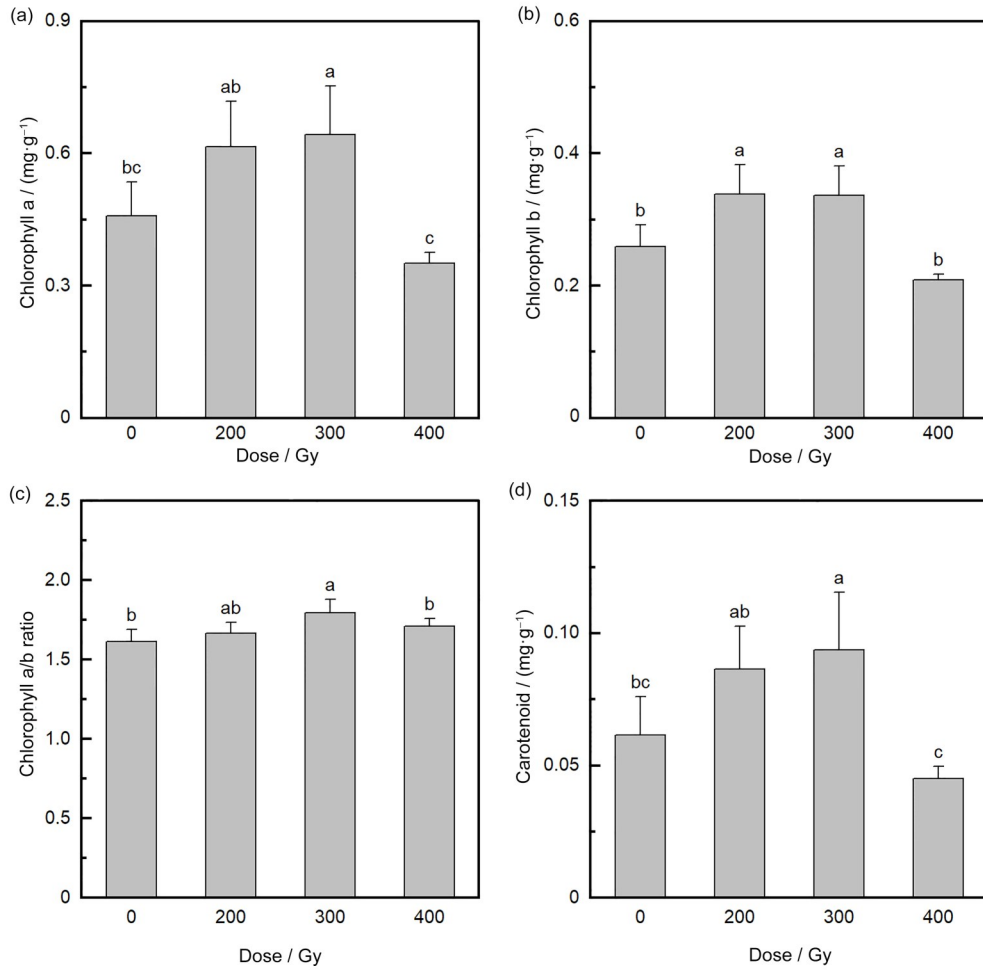 (a)
0.9
0.6
0.3
0
Chlorophyll a / (mg·g⁻¹)
bc
ab
a
c
0 200 300 400
Dose / Gy
(b)
0.6
0.4
0.2
0
Chlorophyll b / (mg·g⁻¹)
b
a
a
b
0 200 300 400
Dose / Gy
(c)
2.5
2.0
1.5
1.0
0.5
0
Chlorophyll a/b ratio
b
ab
a
b
0 200 300 400
Dose / Gy
(d)
0.15
0.10
0.05
0
Carotenoid / (mg·g⁻¹)
bc
ab
a
c
0 200 300 400
Dose / Gy